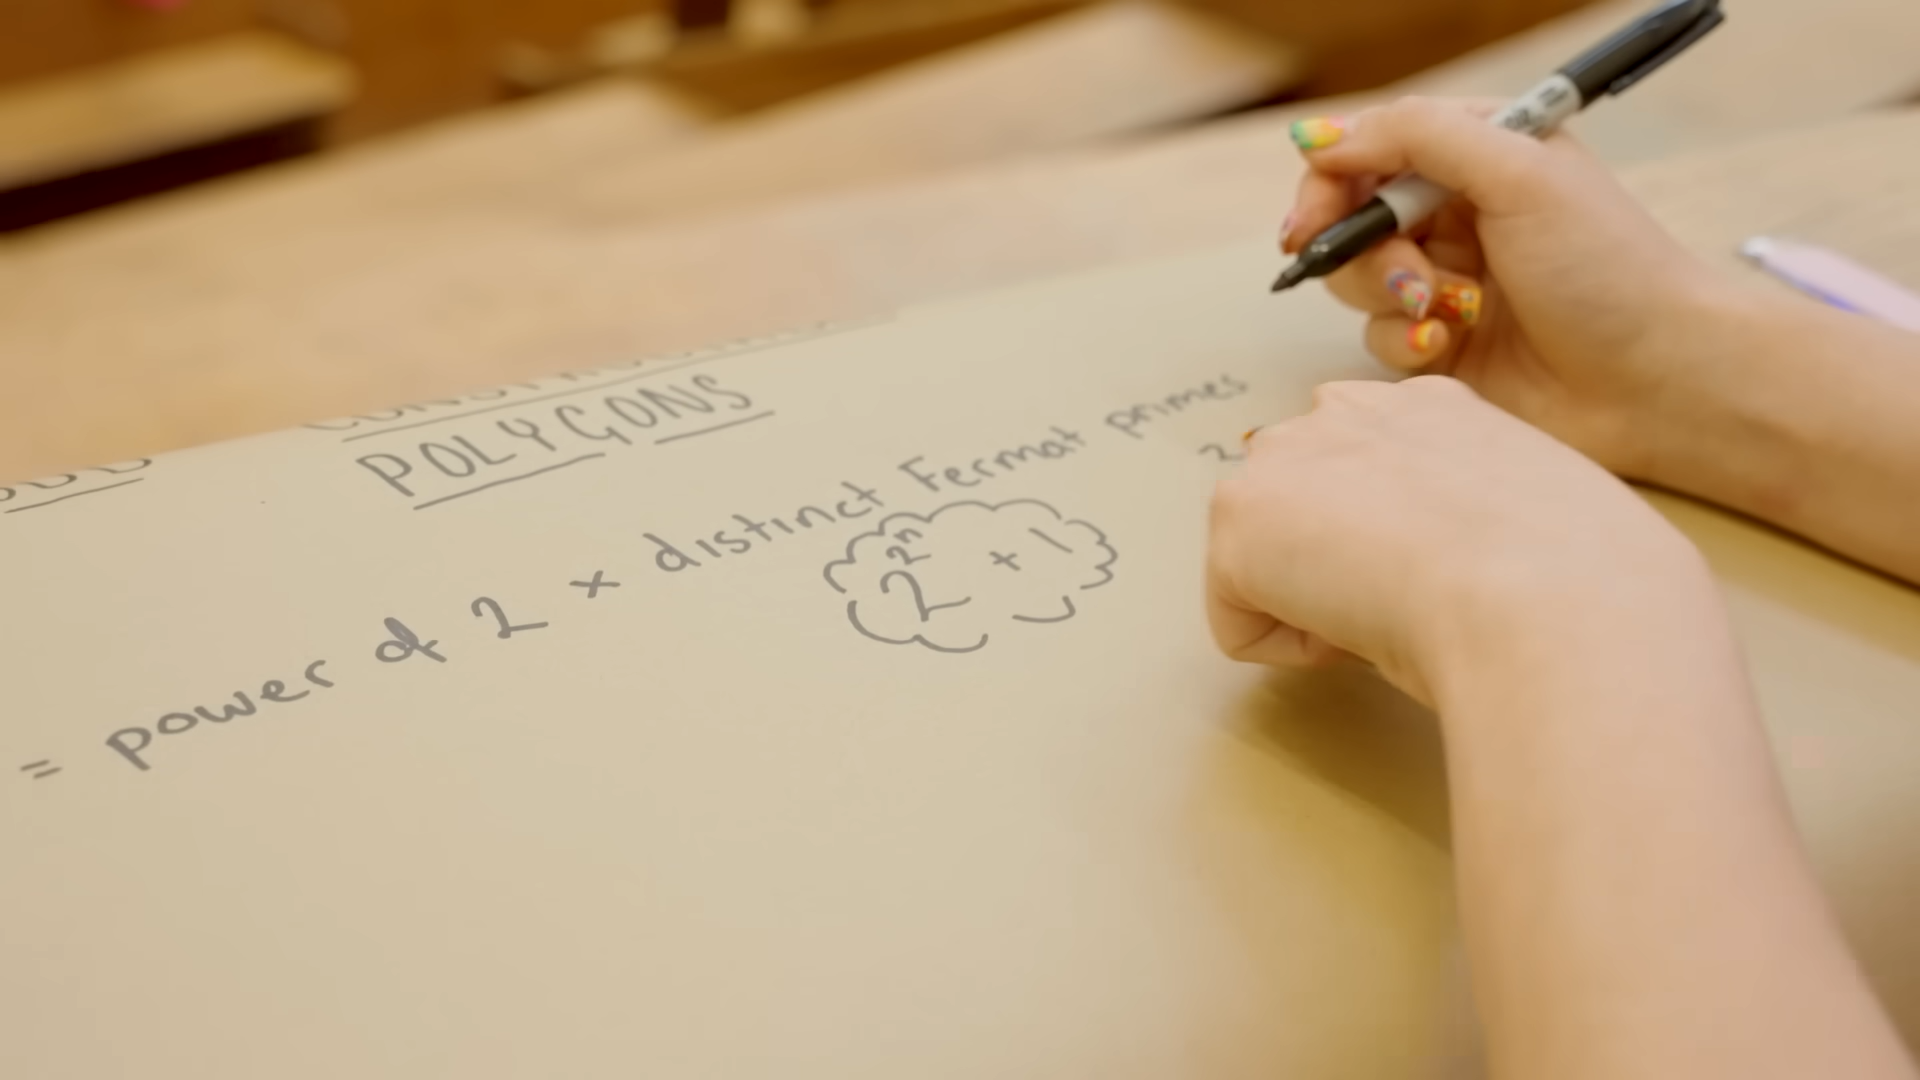 POLYGONS
= power of 2 × distinct Fermat primes
2^2^n + 1